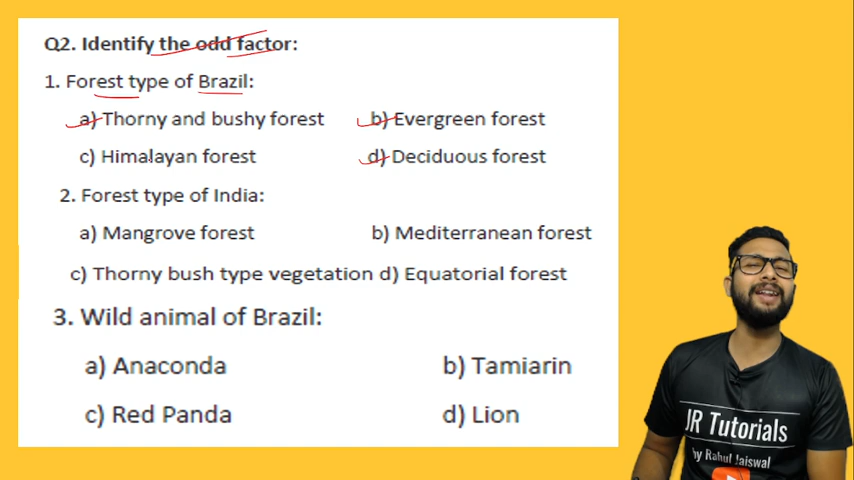 Q2. Identify the odd factor:
1. Forest type of Brazil:
a) Thorny and bushy forest b) Evergreen forest
c) Himalayan forest d) Deciduous forest
2. Forest type of India:
a) Mangrove forest b) Mediterranean forest
c) Thorny bush type vegetation d) Equatorial forest
3. Wild animal of Brazil:
a) Anaconda b) Tamiarin
c) Red Panda d) Lion
JR Tutorials
by Rahul Jaiswal